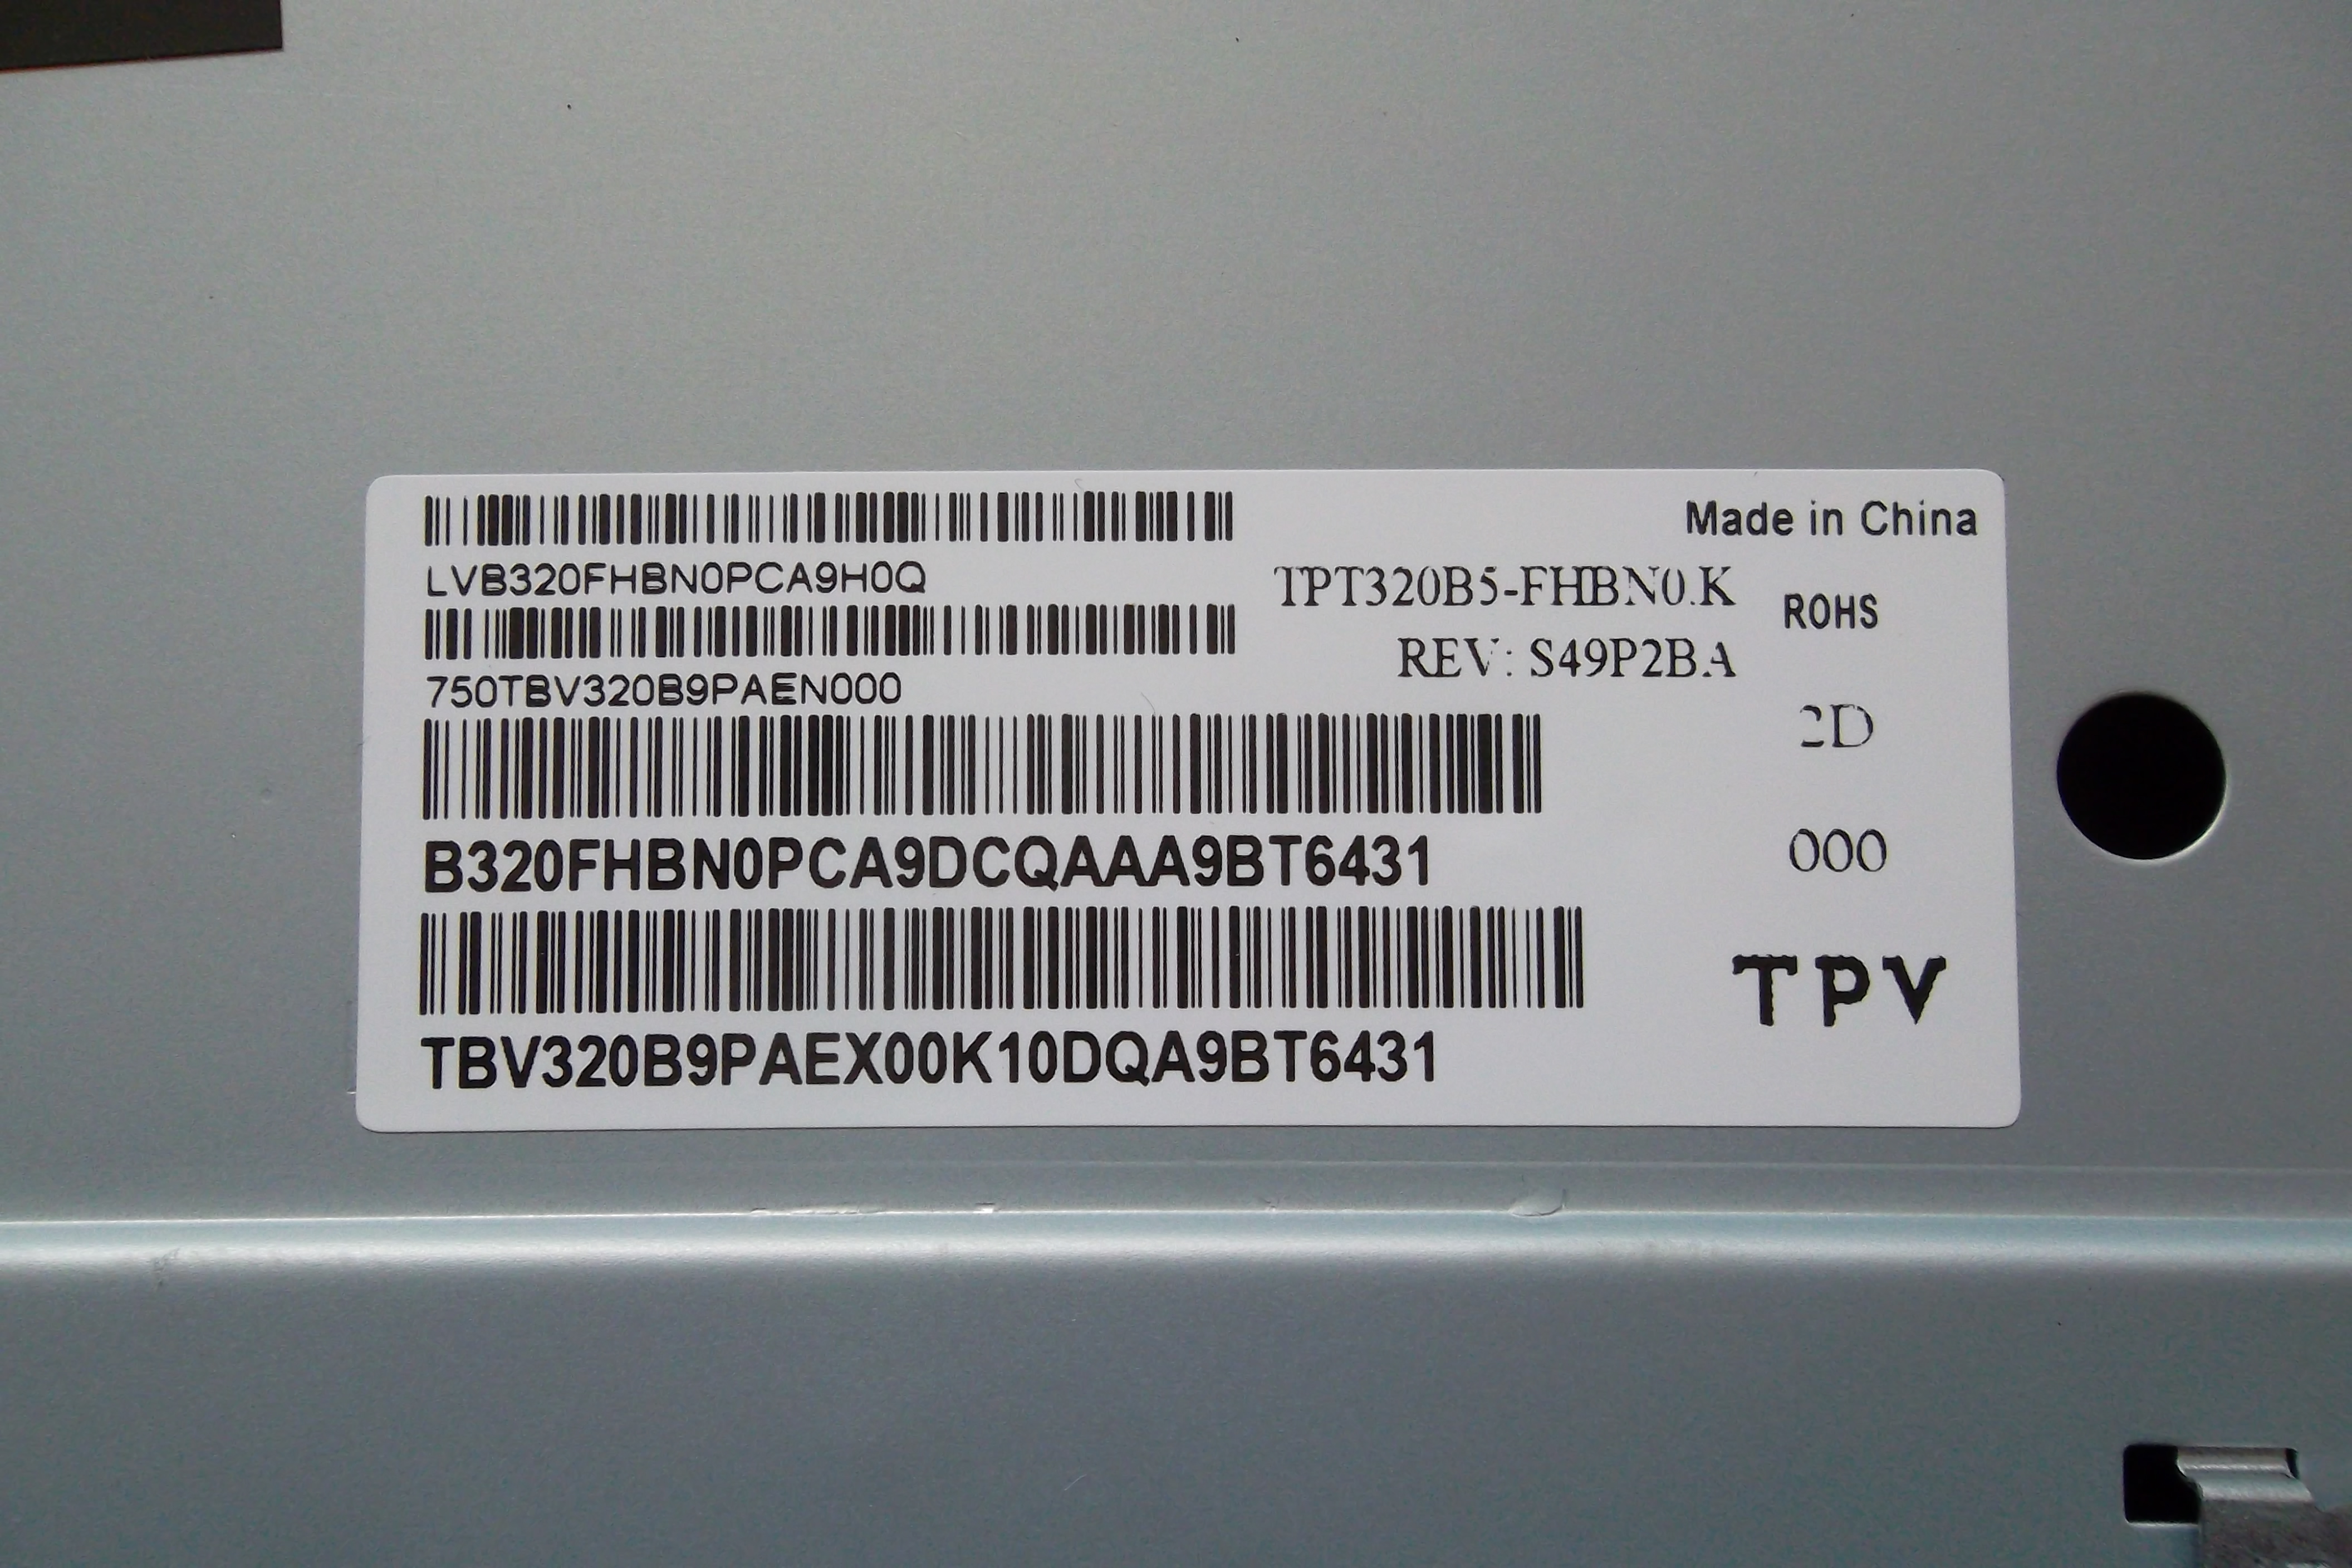 Made in China
LVB320FHBN0PCA9H0Q
TPT320B5-FHBN0.K
ROHS
REV: S49P2BA
750TBV320B9PAEN000
2D
B320FHBN0PCA9DCQAAA9BT6431
000
TPV
TBV320B9PAEX00K10DQA9BT6431